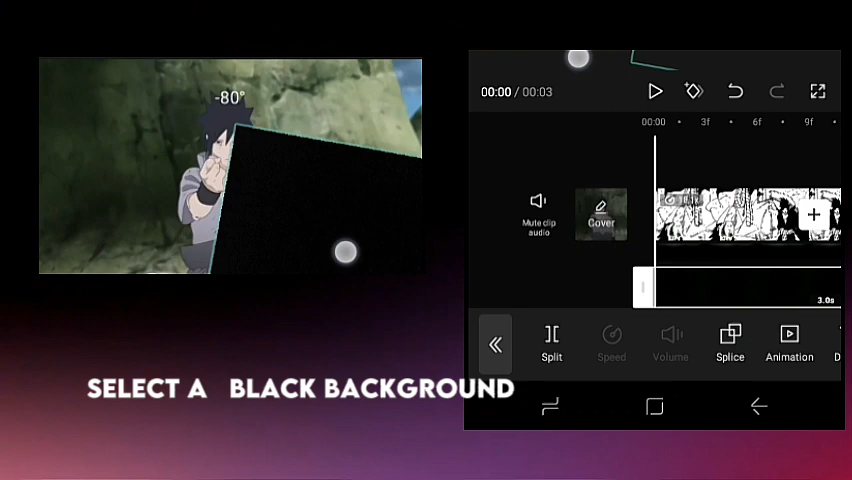 -80°
00:00 / 00:03
00:00
3f
6f
9f
Mute clip
audio
Cover
3.0s
Split
Speed
Volume
Splice
Animation
D
SELECT A BLACK BACKGROUND